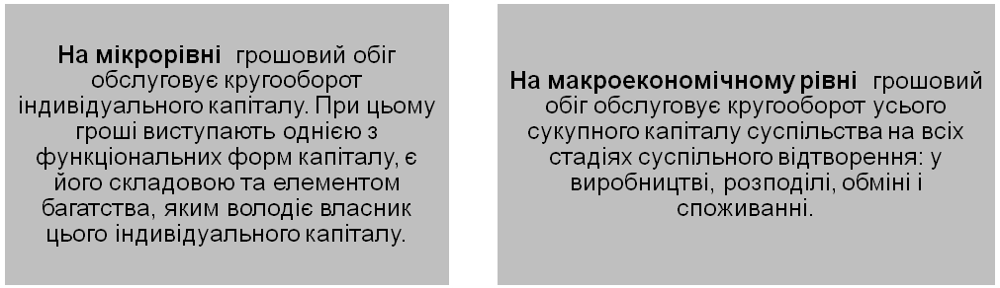 На мікрорівні грошовий обіг
обслуговує кругооборот
індивідуального капіталу. При цьому
гроші виступають однією з
функціональних форм капіталу, є
його складовою та елементом
багатства, яким володіє власник
цього індивідуального капіталу.
На макроекономічному рівні грошовий
обіг обслуговує кругооборот усього
сукупного капіталу суспільства на всіх
стадіях суспільного відтворення: у
виробництві, розподілі, обміні і
споживанні.